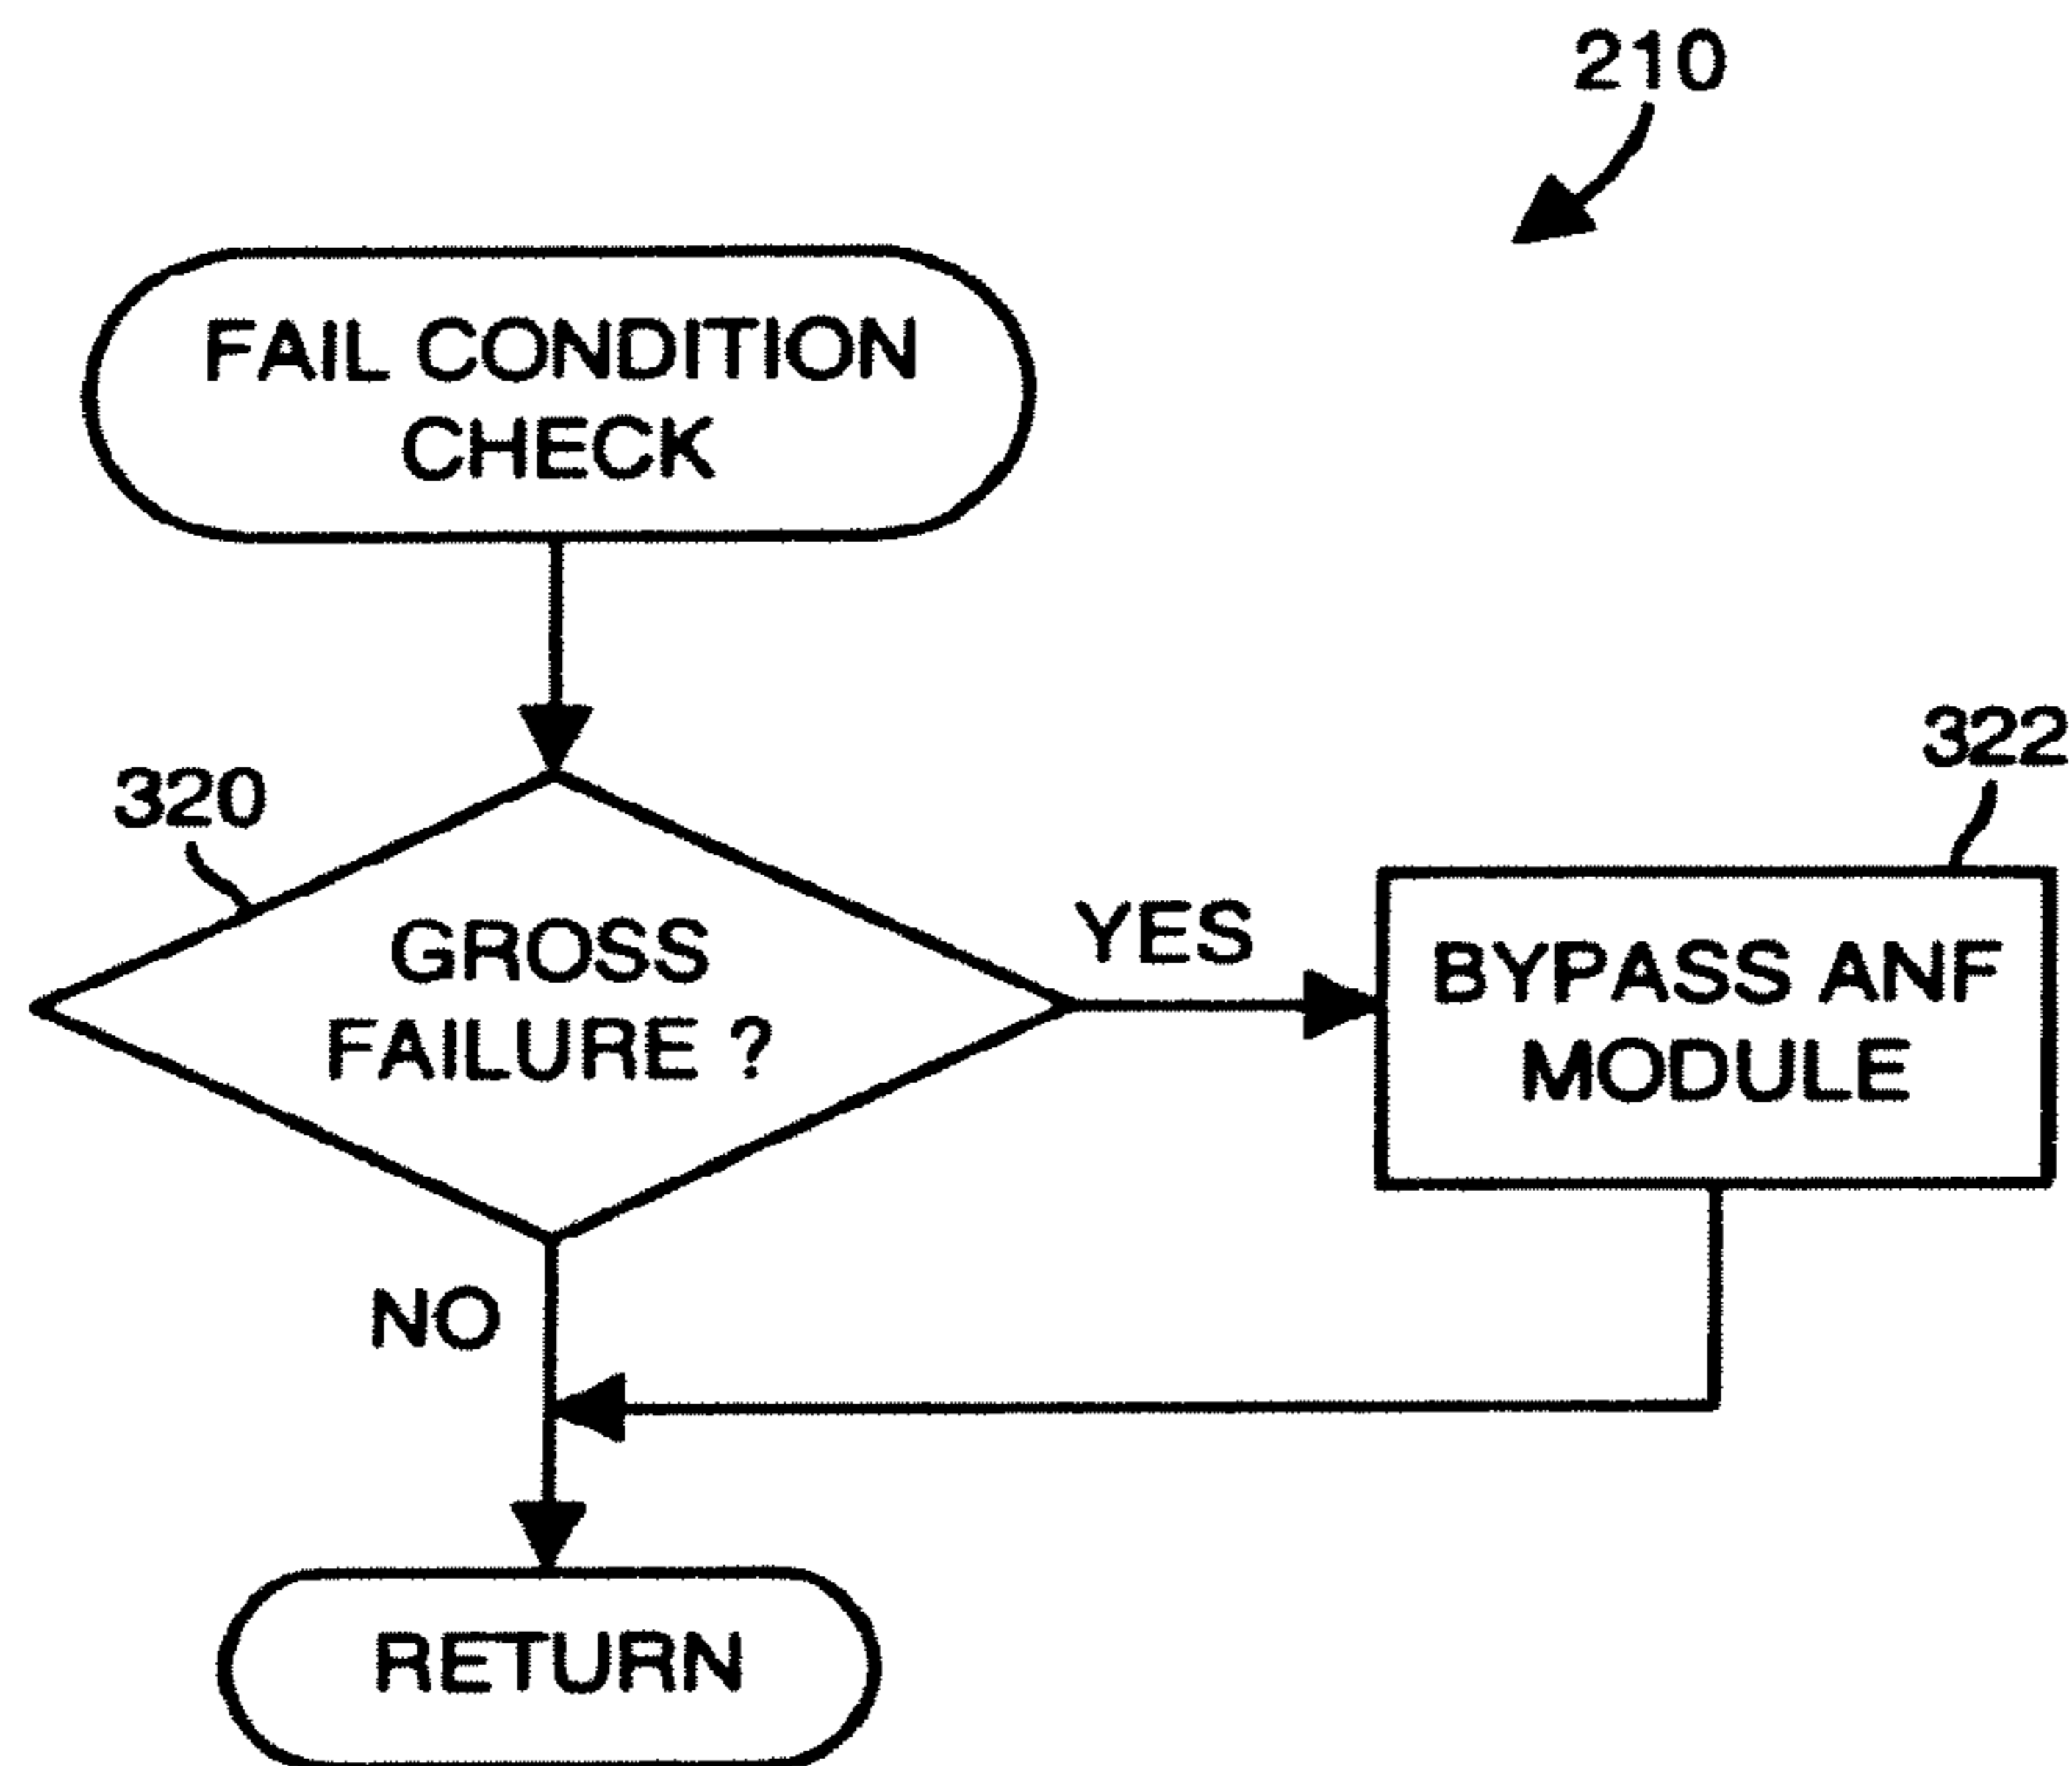 210
FAIL CONDITION
CHECK
320
GROSS
FAILURE ?
YES
322
BYPASS ANF
MODULE
NO
RETURN